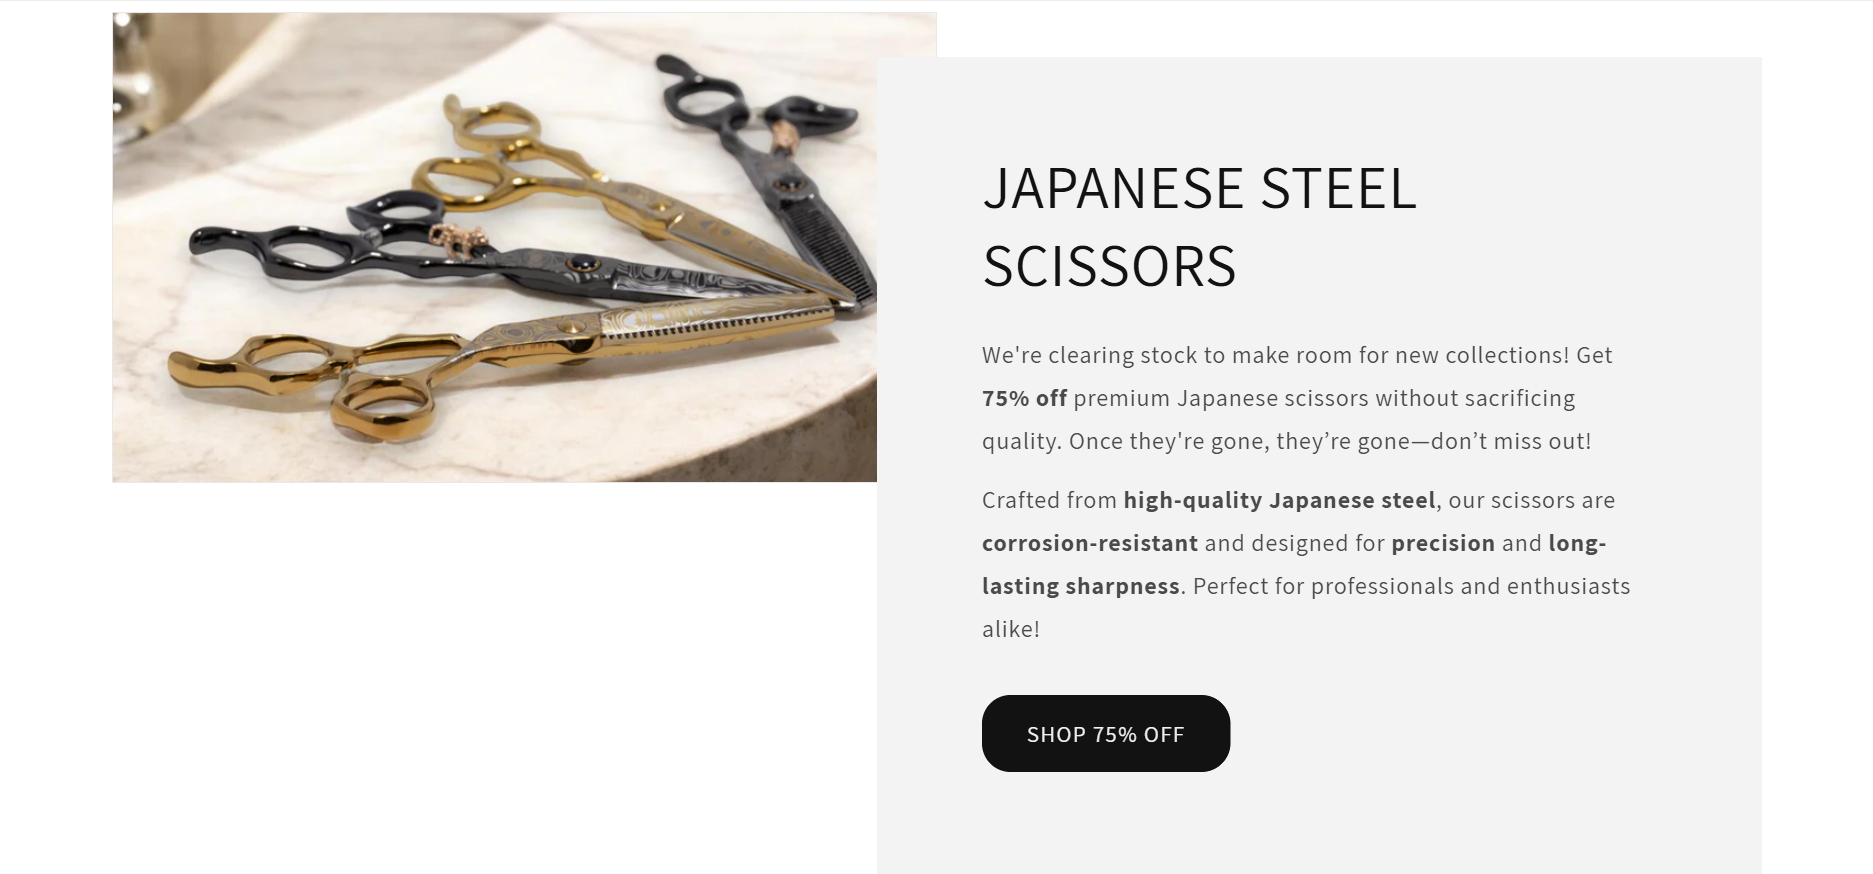 JAPANESE STEEL
SCISSORS
We're clearing stock to make room for new collections! Get
75% off premium Japanese scissors without sacrificing
quality. Once they're gone, they’re gone—don’t miss out!
Crafted from high-quality Japanese steel, our scissors are
corrosion-resistant and designed for precision and long-
lasting sharpness. Perfect for professionals and enthusiasts
alike!
SHOP 75% OFF